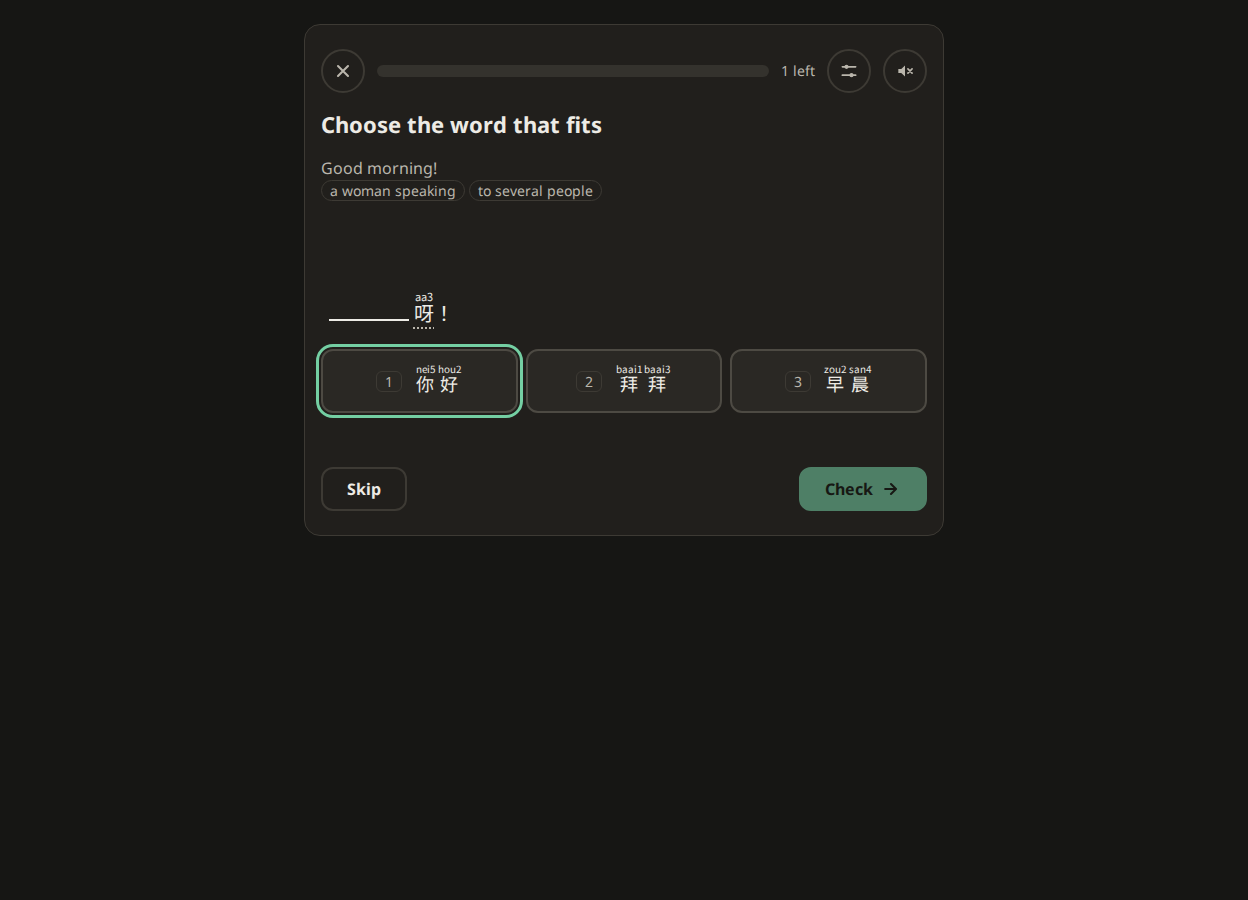 1 left
Choose the word that fits
Good morning!
a woman speaking to several people
aa3
呀！
nei5 hou2 baai1 baai3 zou2 san4
1 你好 2 拜拜 3 早晨
Skip Check